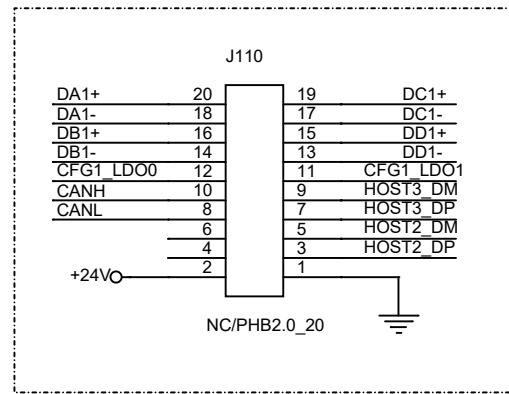 J110
DA1+ 20 19 DC1+
DA1- 18 17 DC1-
DB1+ 16 15 DD1+
DB1- 14 13 DD1-
CFG1_LDO0 12 11 CFG1_LDO1
CANH 10 9 HOST3_DM
CANL 8 7 HOST3_DP
6 5 HOST2_DM
4 3 HOST2_DP
+24V 2 1
NC/PHB2.0_20